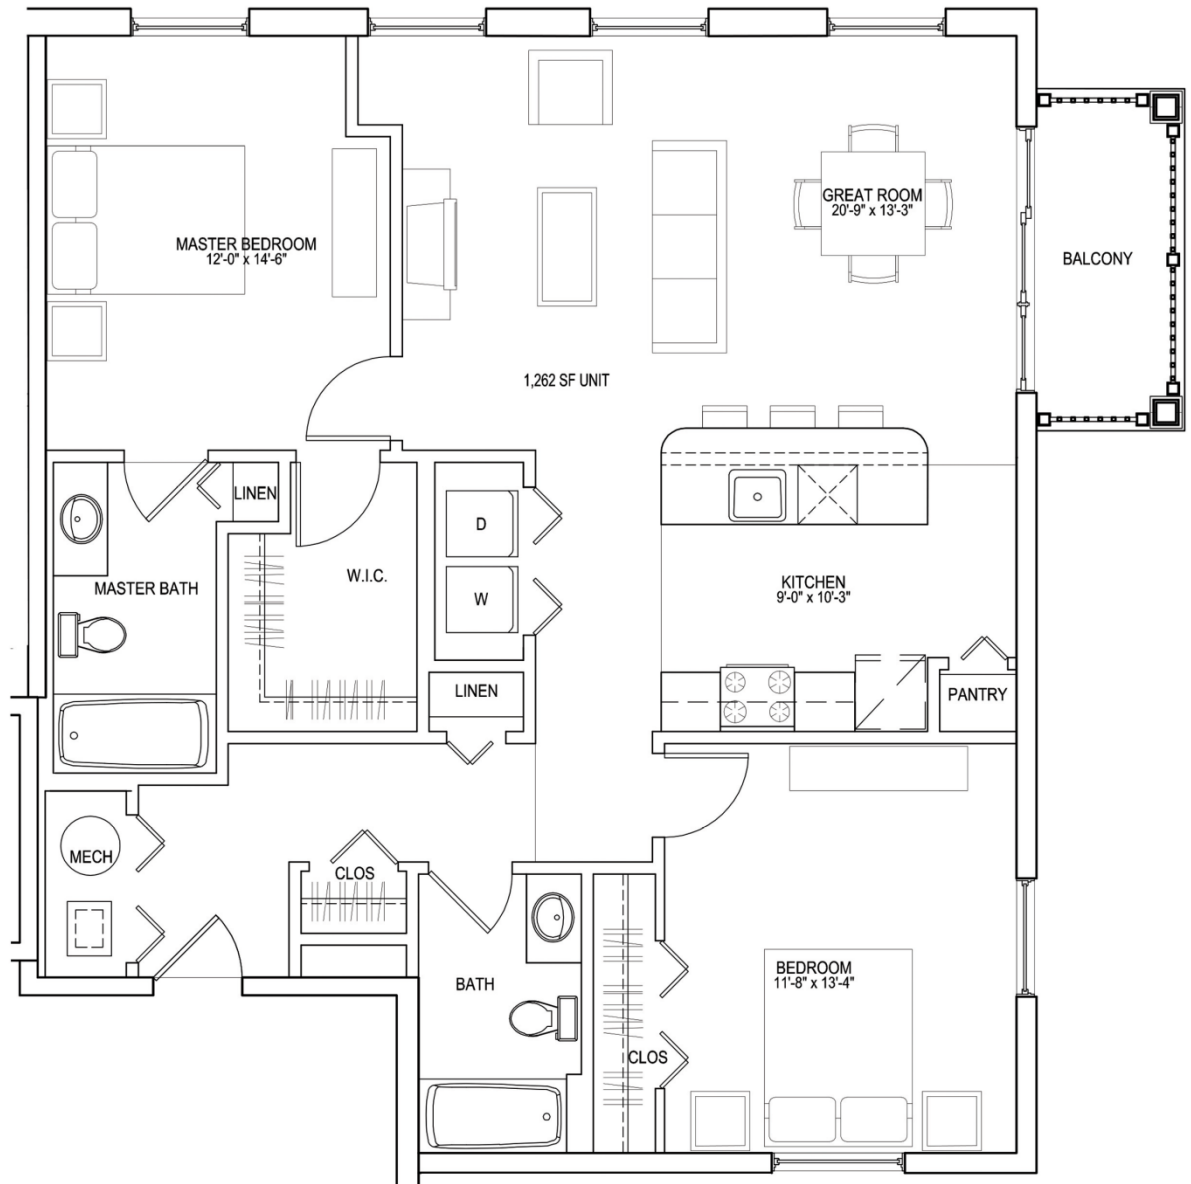 MASTER BEDROOM
12'-0" x 14'-6"
GREAT ROOM
20'-9" x 13'-3"
BALCONY
1,262 SF UNIT
LINEN
D
W.I.C.
MASTER BATH
W
KITCHEN
9'-0" x 10'-3"
LINEN
PANTRY
MECH
CLOS
BATH
BEDROOM
11'-8" x 13'-4"
CLOS